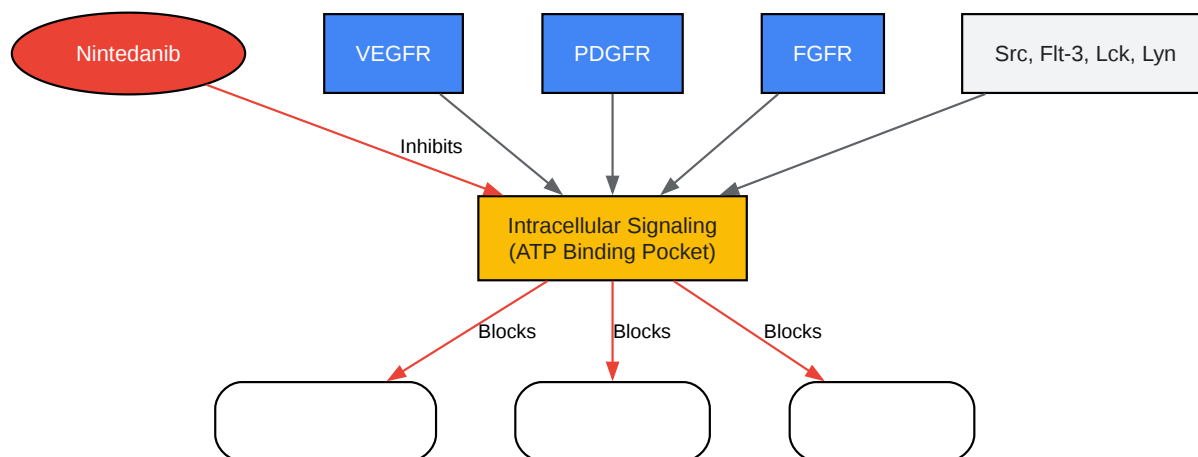 Nintedanib
VEGFR
PDGFR
FGFR
Src, Flt-3, Lck, Lyn
Inhibits
Intracellular Signaling
(ATP Binding Pocket)
Blocks
Blocks
Blocks